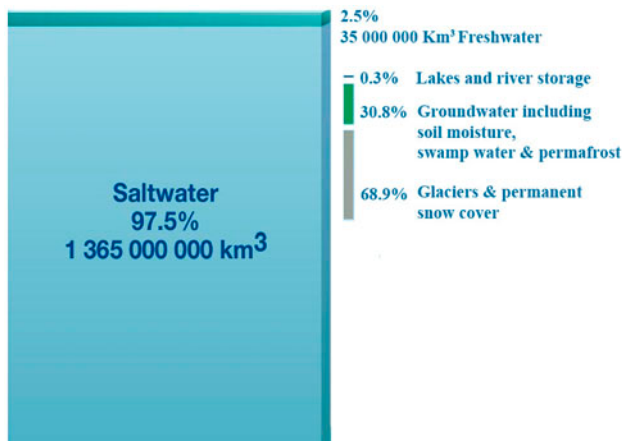 2.5%
35 000 000 Km³ Freshwater
0.3% Lakes and river storage
30.8% Groundwater including
soil moisture,
swamp water & permafrost
68.9% Glaciers & permanent
snow cover
Saltwater
97.5%
1 365 000 000 km³